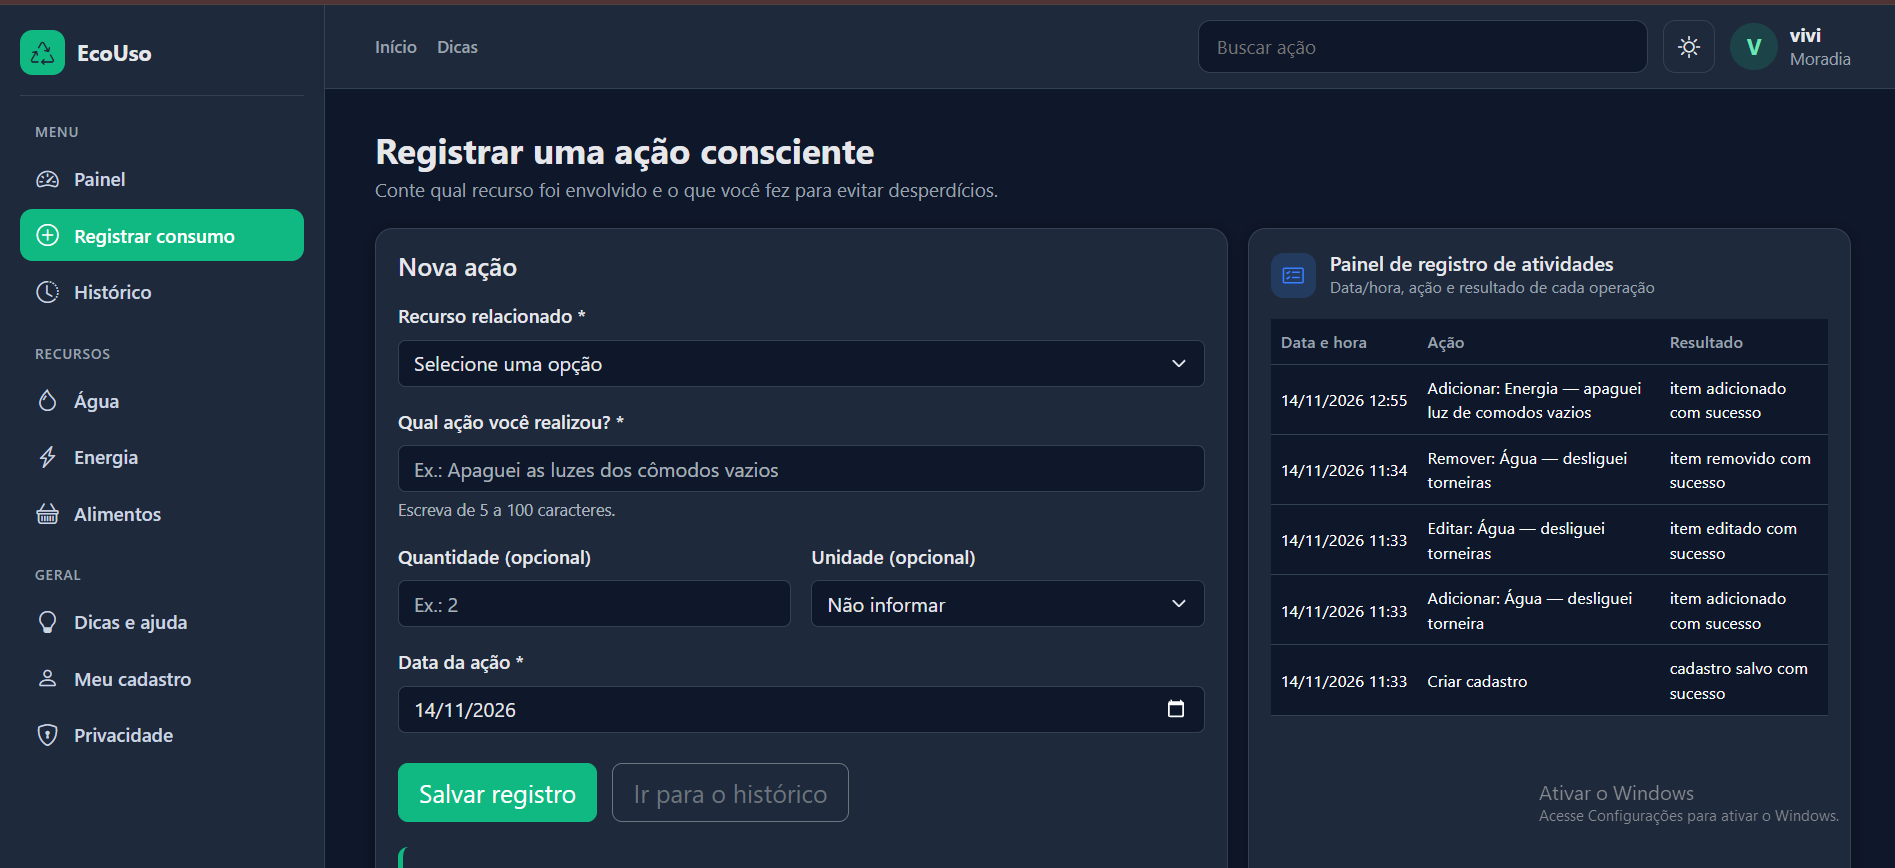 EcoUso
MENU
Painel
Registrar consumo
Histórico
RECURSOS
Água
Energia
Alimentos
GERAL
Dicas e ajuda
Meu cadastro
Privacidade
Início Dicas
Buscar ação
V
vivi
Moradia
Registrar uma ação consciente
Conte qual recurso foi envolvido e o que você fez para evitar desperdícios.
Nova ação
Recurso relacionado *
Selecione uma opção
Qual ação você realizou? *
Ex.: Apaguei as luzes dos cômodos vazios
Escreva de 5 a 100 caracteres.
Quantidade (opcional)
Ex.: 2
Unidade (opcional)
Não informar
Data da ação *
14/11/2026
Salvar registro
Ir para o histórico
Painel de registro de atividades
Data/hora, ação e resultado de cada operação
Data e hora Ação Resultado
14/11/2026 12:55
Adicionar: Energia — apaguei
luz de comodos vazios
item adicionado
com sucesso
14/11/2026 11:34
Remover: Água — desliguei
torneiras
item removido com
sucesso
14/11/2026 11:33
Editar: Água — desliguei
torneiras
item editado com
sucesso
14/11/2026 11:33
Adicionar: Água — desliguei
torneira
item adicionado
com sucesso
14/11/2026 11:33
Criar cadastro
cadastro salvo com
sucesso
Ativar o Windows
Acesse Configurações para ativar o Windows.